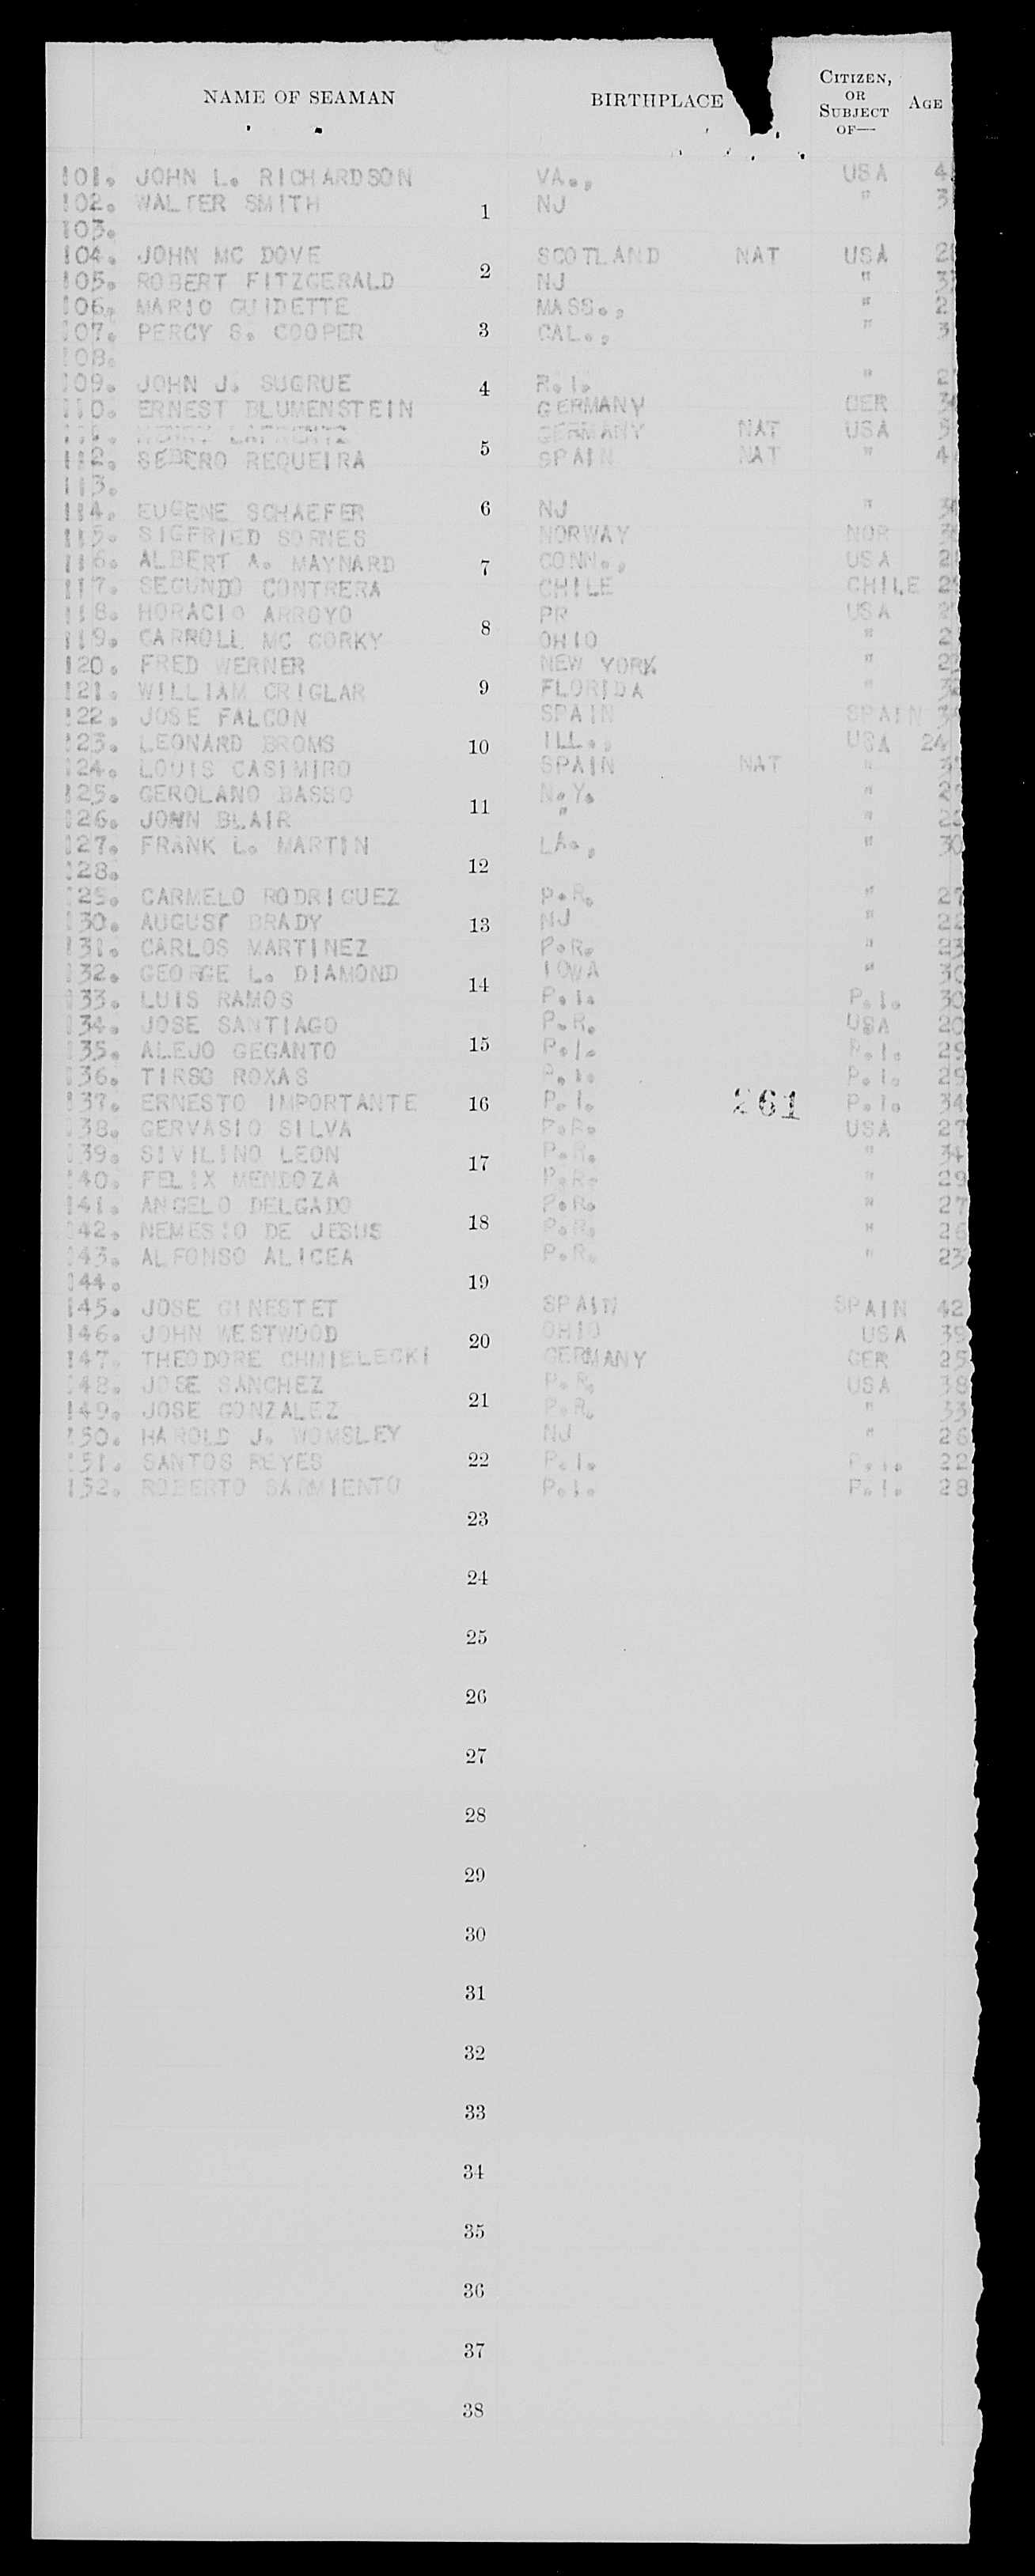 NAME OF SEAMAN BIRTHPLACE CITIZEN, OR SUBJECT OF— AGE
101. JOHN L. RICHARDSON VA., USA
102. WALTER SMITH 1 NJ "
103.
104. JOHN MC DOVE SCOTLAND NAT USA
105. ROBERT FITZGERALD 2 NJ "
106. MARIO GUIDETTE MASS., "
107. PERCY S. COOPER 3 CAL., "
108.
109. JOHN J. SUGRUE 4 R.I. "
110. ERNEST BLUMENSTEIN GERMANY GER
111. GERMANY NAT USA
112. SEBERO REQUEIRA 5 SPAIN NAT "
113.
114. EUGENE SCHAEFER 6 NJ "
115. SIGFRIED SORNES NORWAY NOR
116. ALBERT A. MAYNARD 7 CONN., USA
117. SEGUNDO CONTRERA CHILE CHILE
118. HORACIO ARROYO PR USA
119. CARROLL MC CORKY 8 OHIO "
120. FRED WERNER NEW YORK "
121. WILLIAM CRIGLAR 9 FLORIDA "
122. JOSE FALCON SPAIN SPAIN
123. LEONARD BROMS 10 ILL., USA 24
124. LOUIS CASIMIRO SPAIN NAT "
125. GEROLANO BASSO N.Y. "
126. JOHN BLAIR 11 " "
127. FRANK L. MARTIN LA., " 30
128. 12
129. CARMELO RODRIGUEZ P.R. " 27
130. AUGUST BRADY 13 NJ " 22
131. CARLOS MARTINEZ P.R. " 23
132. GEORGE L. DIAMOND 14 IOWA " 30
133. LUIS RAMOS P.I. P.I. 30
134. JOSE SANTIAGO P.R. USA 20
135. ALEJO GEGANTO 15 P.I. P.I. 29
136. TIRSO ROXAS P.I. P.I. 29
137. ERNESTO IMPORTANTE 16 P.I. 261 P.I. 34
138. GERVASIO SILVA P.R. USA 27
139. SIVILINO LEON 17 P.R. " 34
140. FELIX MENDOZA P.R. " 29
141. ANGELO DELGADO P.R. " 27
142. NEMESIO DE JESUS 18 P.R. " 26
143. ALFONSO ALICEA P.R. " 23
144. 19
145. JOSE GINESTET SPAIN SPAIN 42
146. JOHN WESTWOOD 20 OHIO USA 39
147. THEODORE CHMIELECKI GERMANY GER 25
148. JOSE SANCHEZ P.R. USA 38
149. JOSE GONZALEZ 21 P.R. " 33
150. HAROLD J. WOMSLEY NJ " 26
151. SANTOS REYES 22 P.I. P.I. 22
152. ROBERTO SARMIENTO P.I. P.I. 28
23
24
25
26
27
28
29
30
31
32
33
34
35
36
37
38